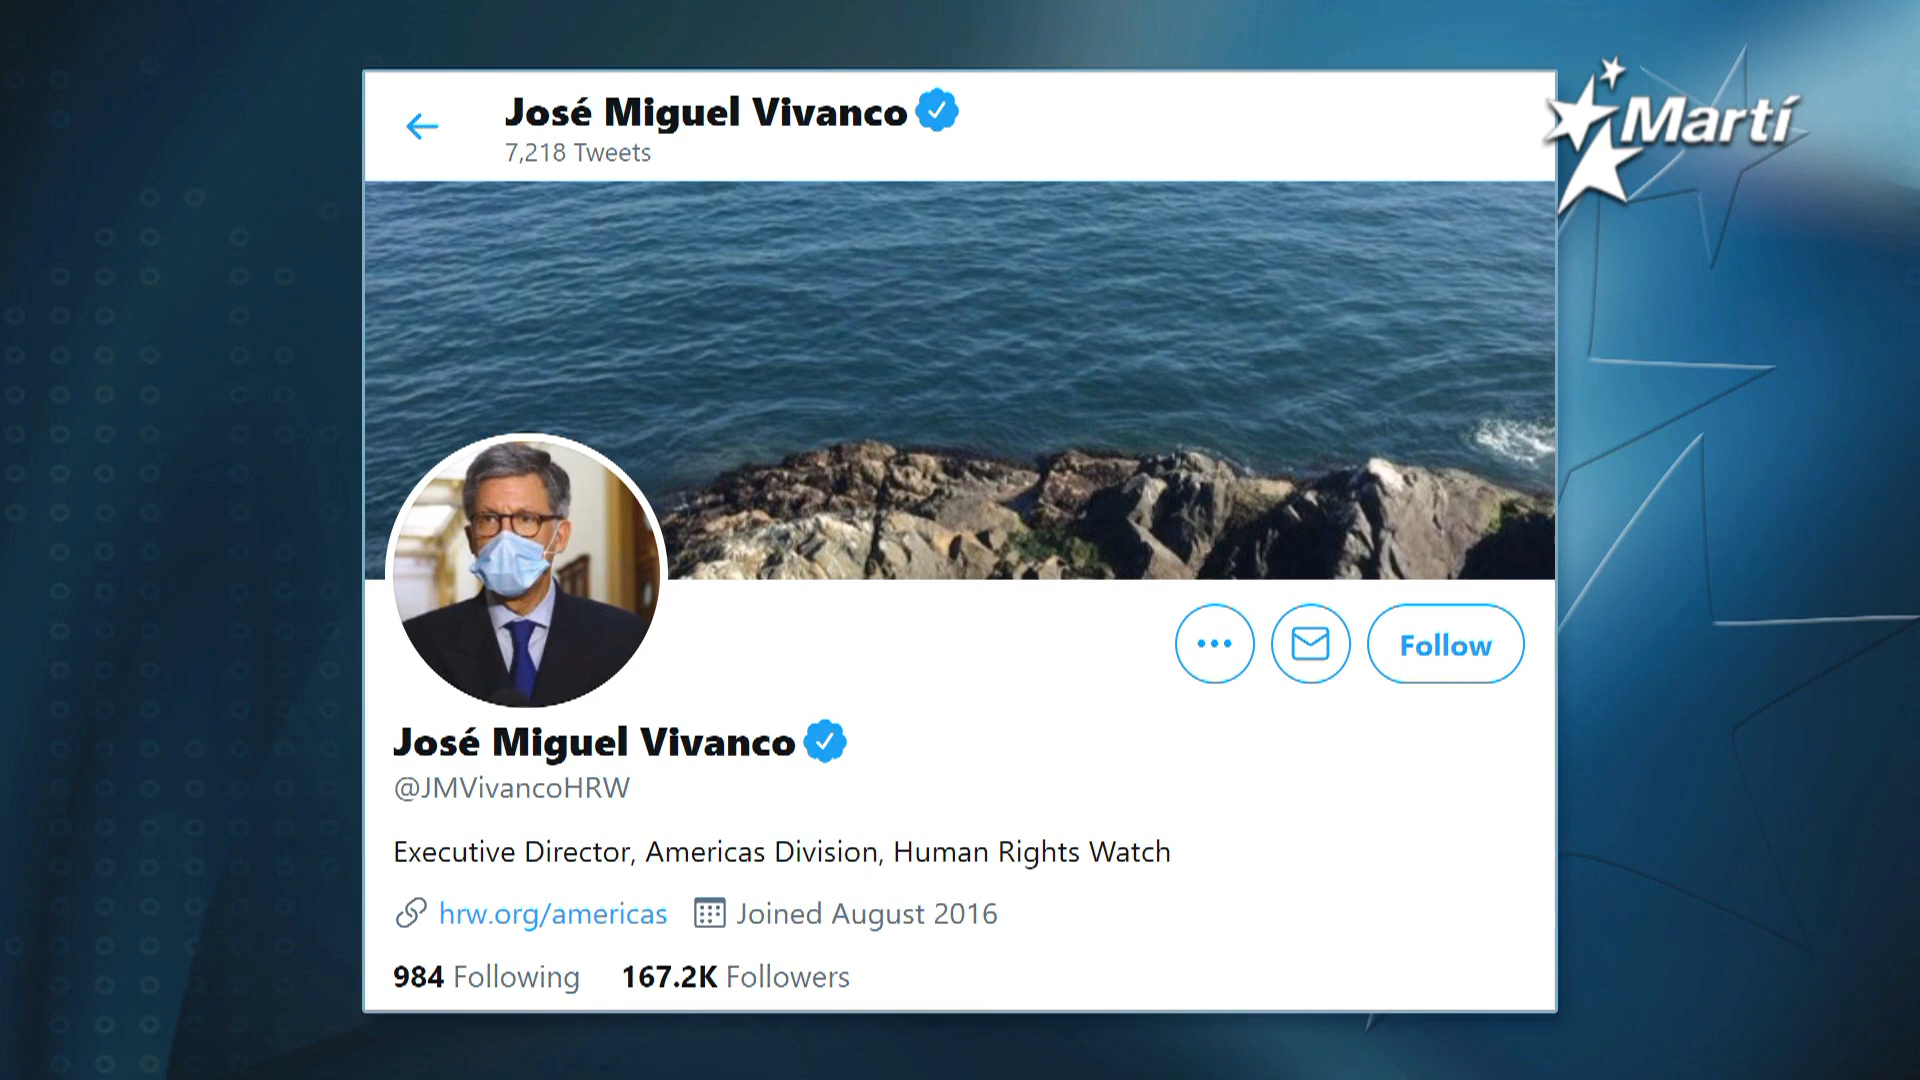 José Miguel Vivanco
7,218 Tweets
Martí
Follow
José Miguel Vivanco
@JMVivancoHRW
Executive Director, Americas Division, Human Rights Watch
hrw.org/americas Joined August 2016
984 Following 167.2K Followers